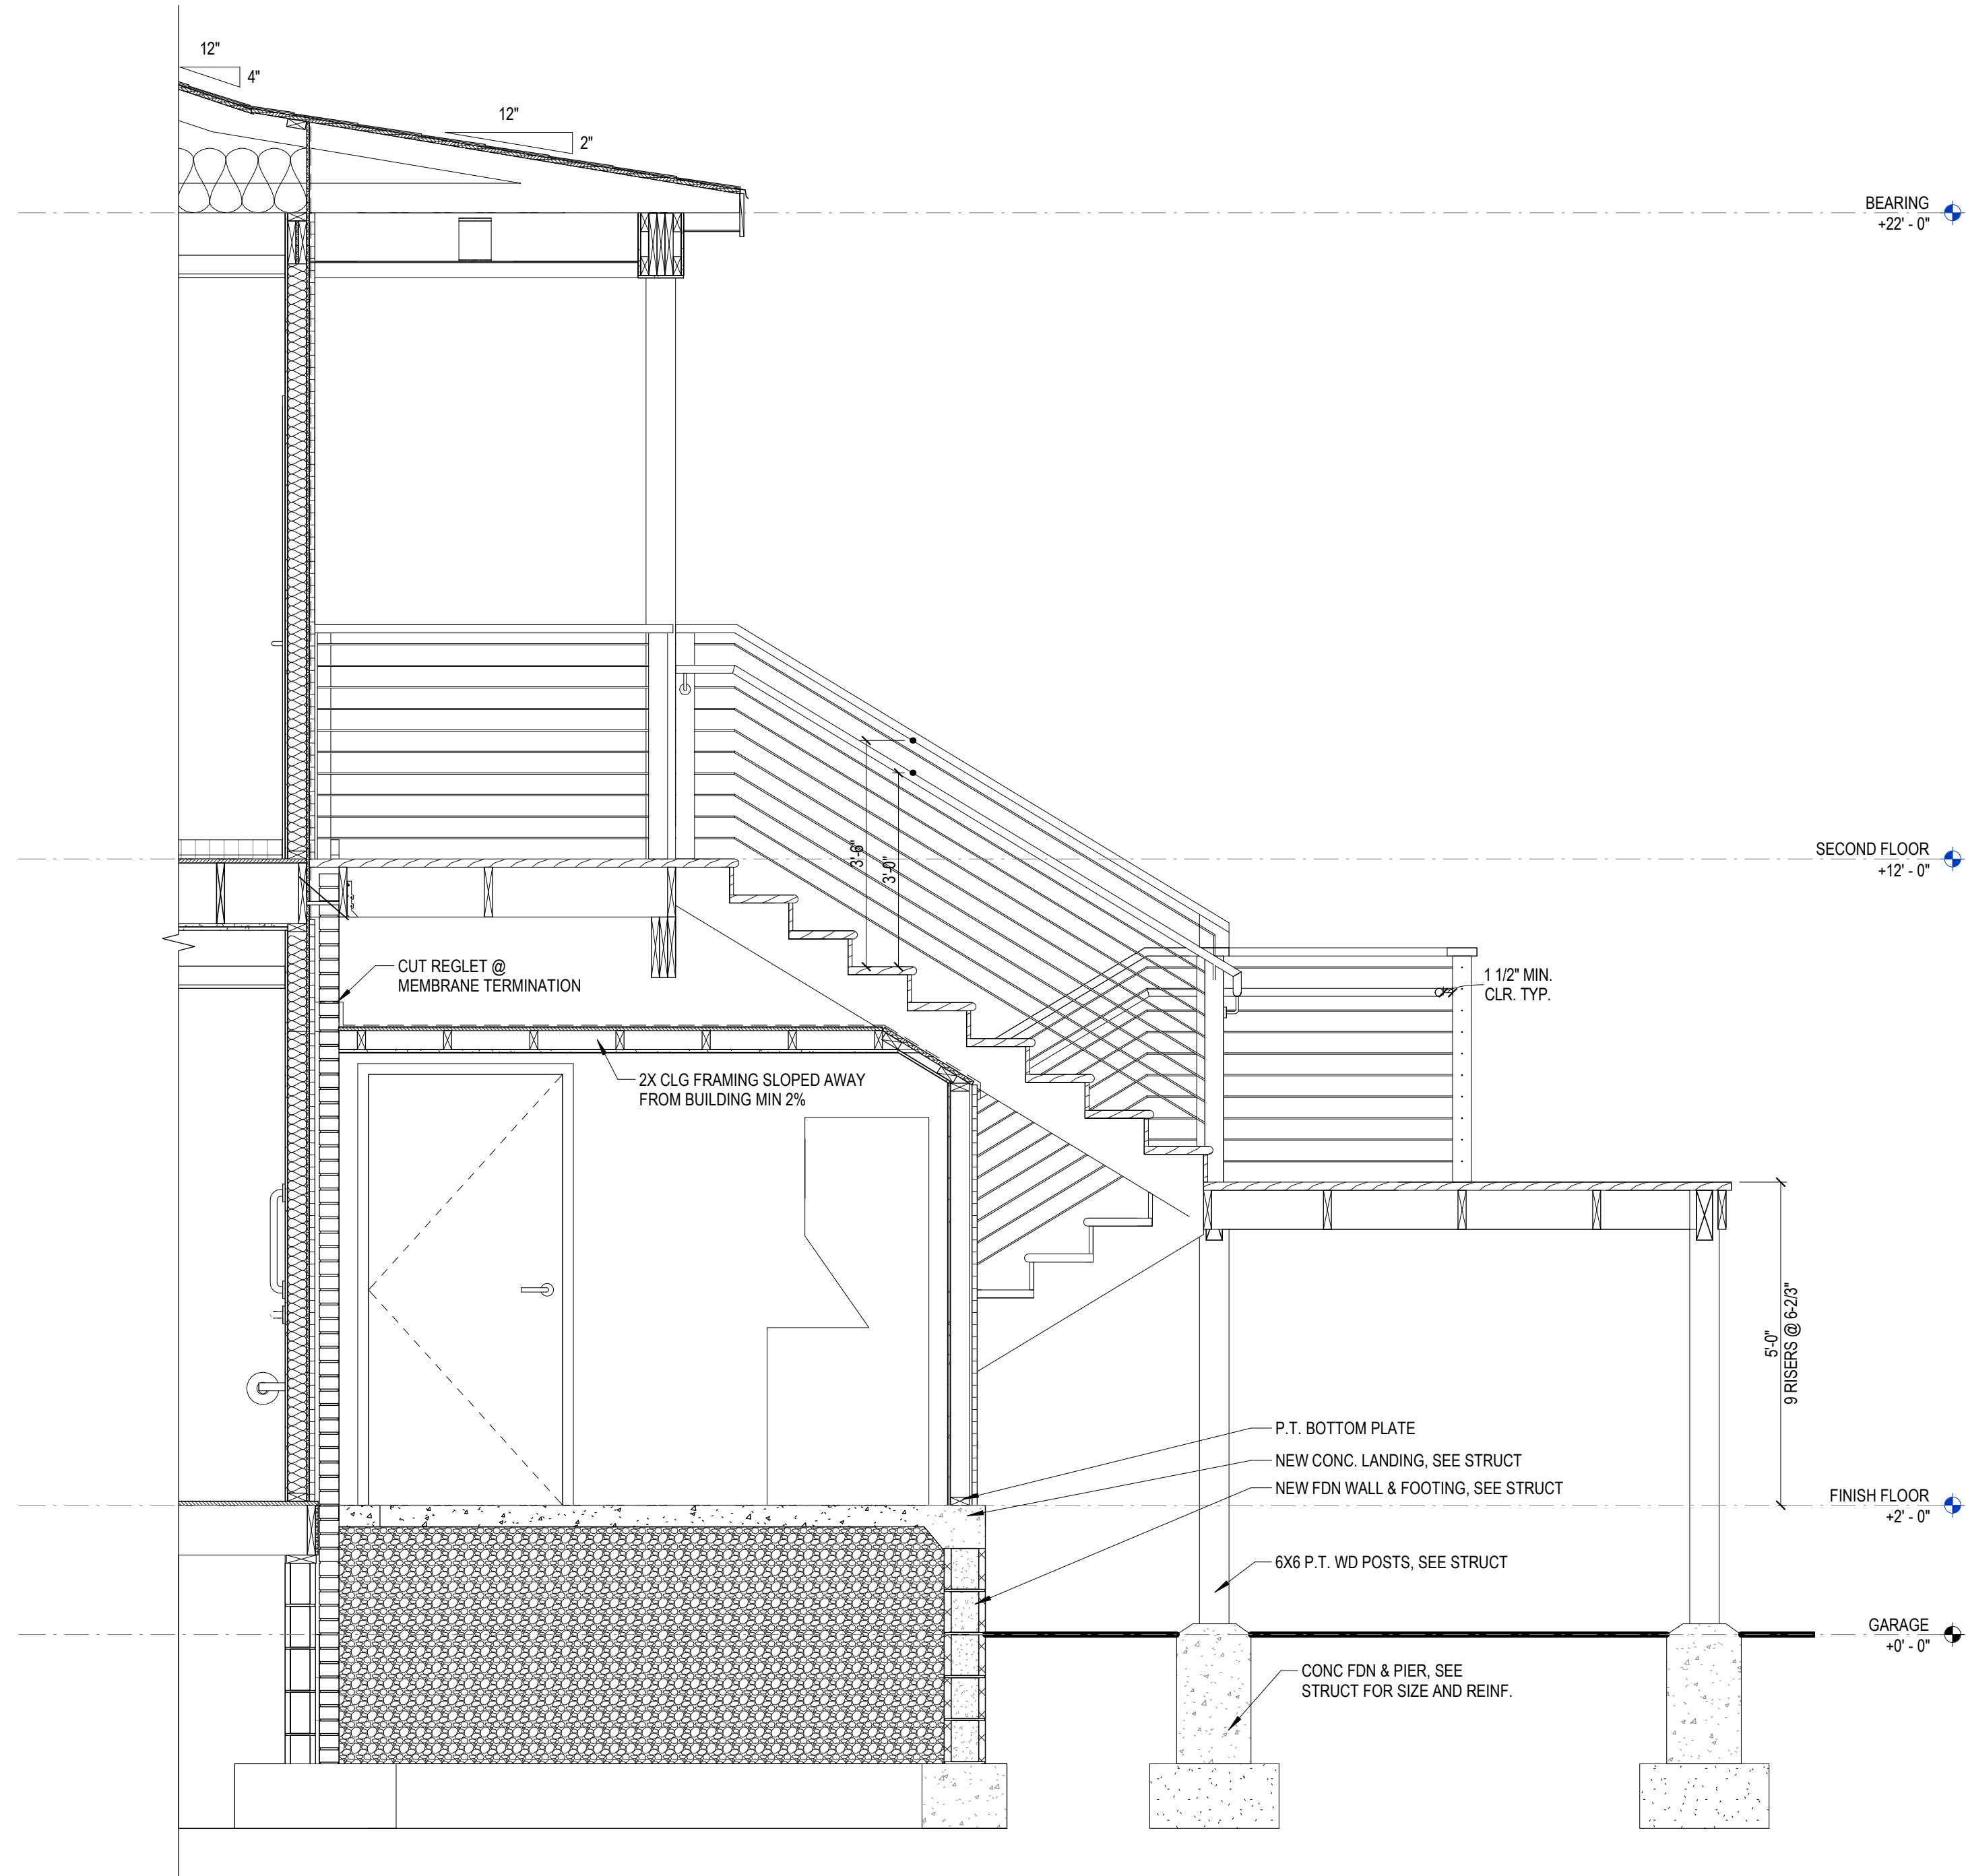 12"
4"
12"
2"
BEARING
+22' - 0"
3'-6"
3'-0"
SECOND FLOOR
+12' - 0"
CUT REGLET @
MEMBRANE TERMINATION
1 1/2" MIN.
CLR. TYP.
2X CLG FRAMING SLOPED AWAY
FROM BUILDING MIN 2%
5'-0"
9 RISERS @ 6-2/3"
P.T. BOTTOM PLATE
NEW CONC. LANDING, SEE STRUCT
NEW FDN WALL & FOOTING, SEE STRUCT
FINISH FLOOR
+2' - 0"
6X6 P.T. WD POSTS, SEE STRUCT
GARAGE
+0' - 0"
CONC FDN & PIER, SEE
STRUCT FOR SIZE AND REINF.